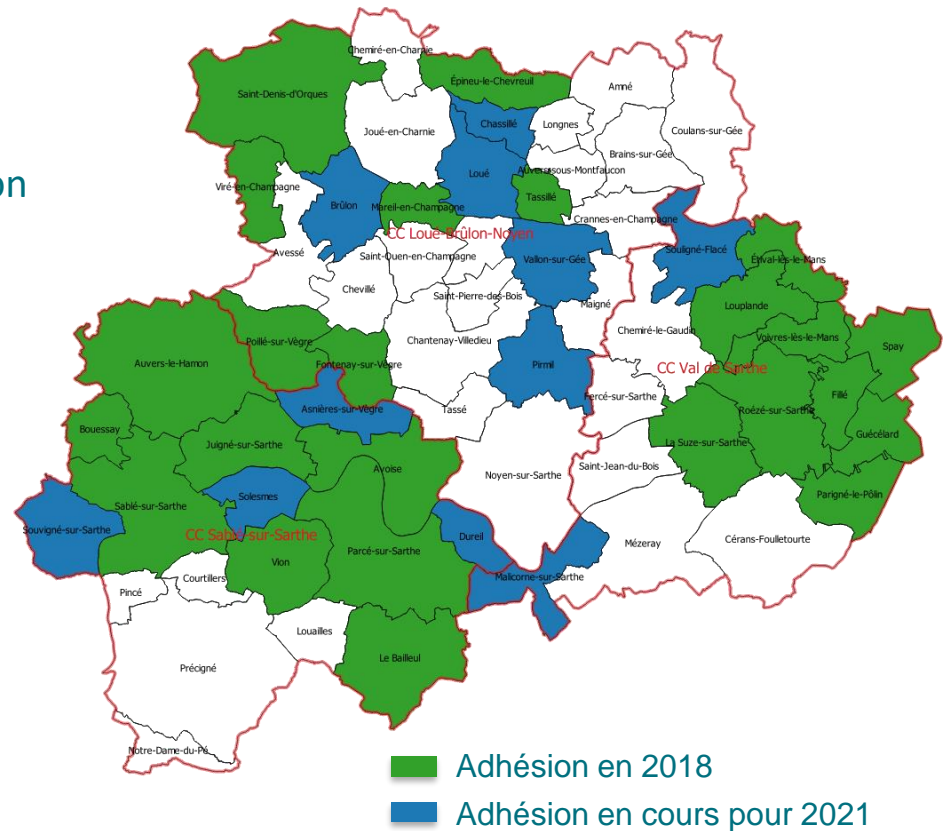 Chemiré-en-Charnie
Épineu-le-Chevreuil
Amné
Saint-Denis-d'Orques
Chassillé
Longnes
Coulans-sur-Gée
Joué-en-Charnie
Brains-sur-Gée
Loué
Auvers-sous-Montfaucon
on
Viré-en-Champagne
Brûlon
Mareil-en-Champagne
Tassillé
Crannes-en-Champagne
CC Loue-Brûlon-Noyen
Avessé
Saint-Ouen-en-Champagne
Vallon-sur-Gée
Souligné-Flacé
Étival-lès-le-Mans
Chevillé
Saint-Pierre-des-Bois
Maigné
Louplande
Chemiré-le-Gaudin
Voivres-lès-le-Mans
Poillé-sur-Vègre
Chantenay-Villedieu
Spay
Auvers-le-Hamon
Fontenay-sur-Vègre
Pirmil
CC Val de Sarthe
Fillé
Asnières-sur-Vègre
Tassé
Fercé-sur-Sarthe
Roézé-sur-Sarthe
Bouessay
Juigné-sur-Sarthe
La Suze-sur-Sarthe
Guécélard
Avoise
Noyen-sur-Sarthe
Saint-Jean-du-Bois
Parigné-le-Pôlin
Solesmes
Sablé-sur-Sarthe
Souvigné-sur-Sarthe
CC Sablé-sur-Sarthe
Dureil
Mézeray
Cérans-Foulletourte
Parcé-sur-Sarthe
Vion
Courtillers
Malicorne-sur-Sarthe
Pincé
Louailles
Le Bailleul
Précigné
Notre-Dame-du-Pé
Adhésion en 2018
Adhésion en cours pour 2021